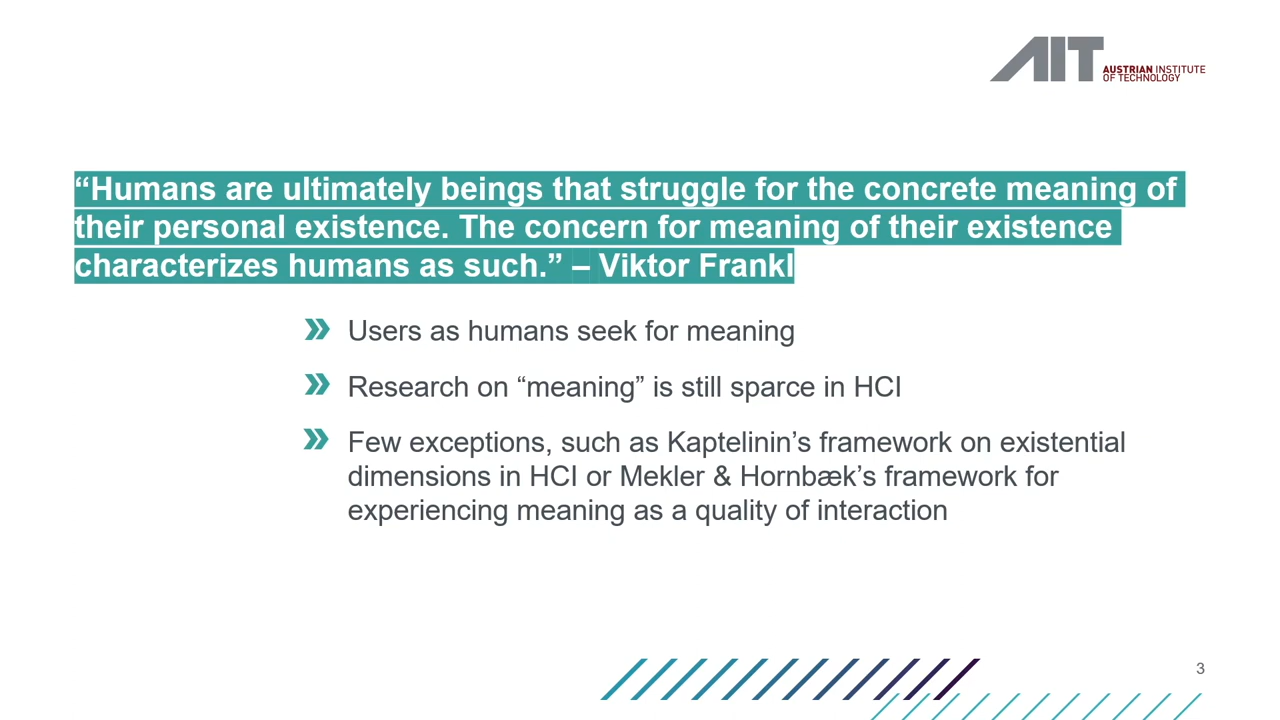 AIT
AUSTRIAN INSTITUTE
OF TECHNOLOGY
“Humans are ultimately beings that struggle for the concrete meaning of
their personal existence. The concern for meaning of their existence
characterizes humans as such.” – Viktor Frankl
Users as humans seek for meaning
Research on “meaning” is still sparce in HCI
Few exceptions, such as Kaptelinin’s framework on existential
dimensions in HCI or Mekler & Hornbæk’s framework for
experiencing meaning as a quality of interaction
3